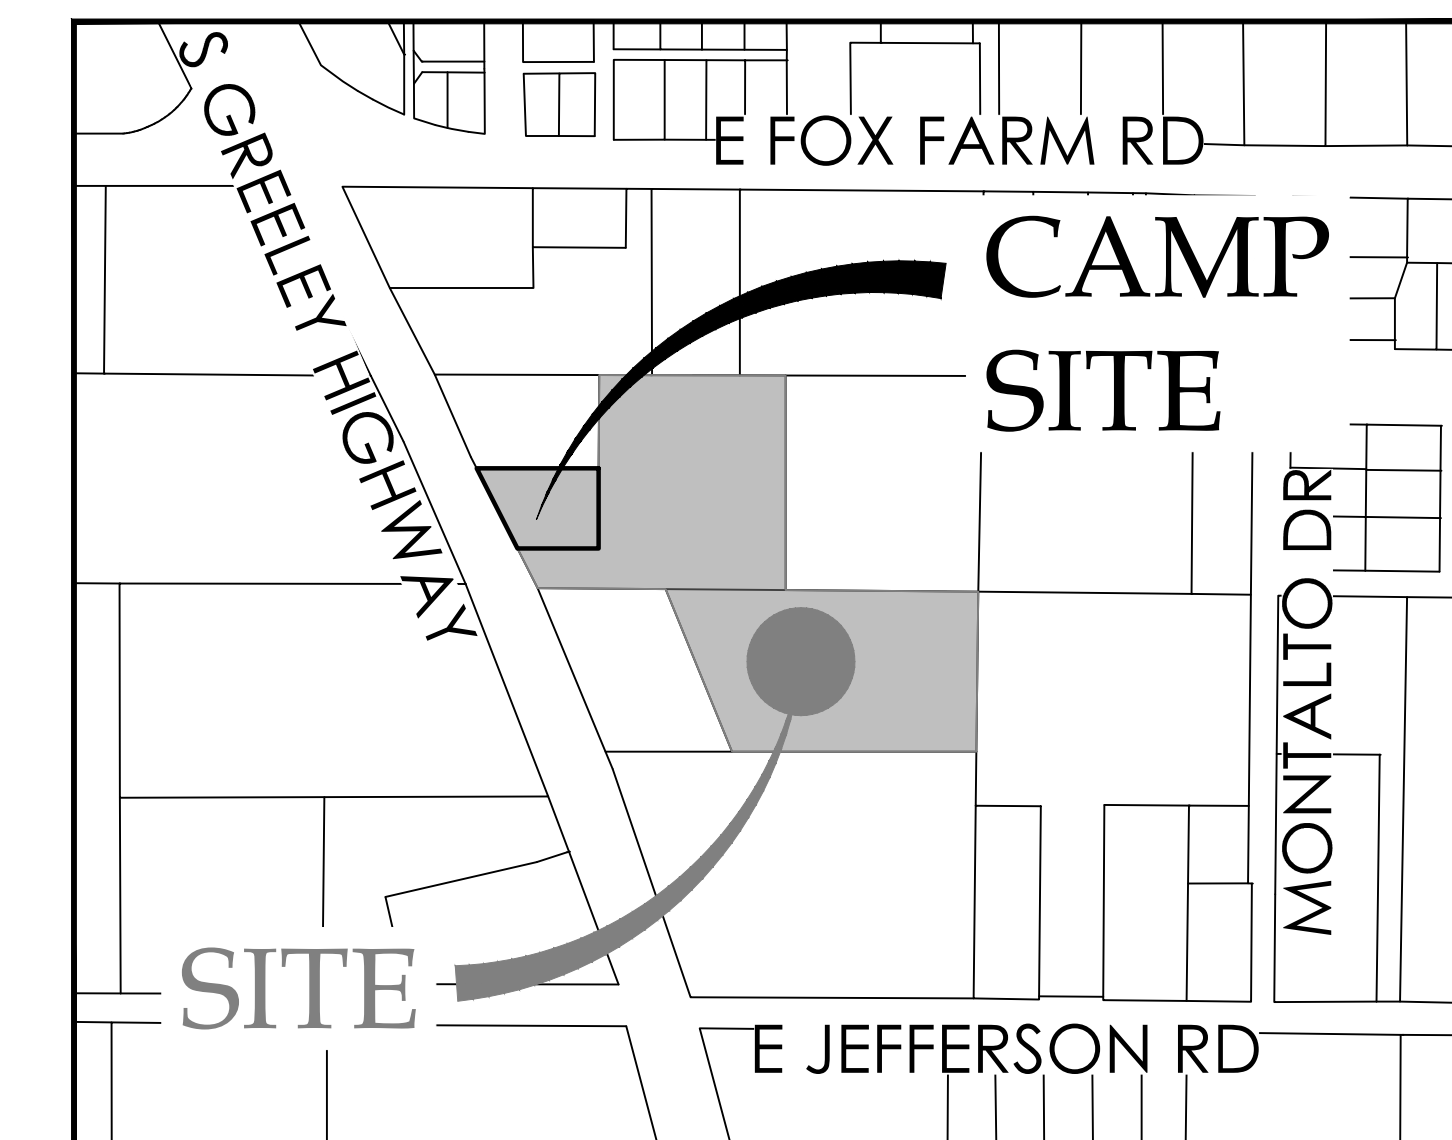 S GREELEY HIGHWAY
E FOX FARM RD
CAMP
SITE
MONTALTO DR
SITE
E JEFFERSON RD